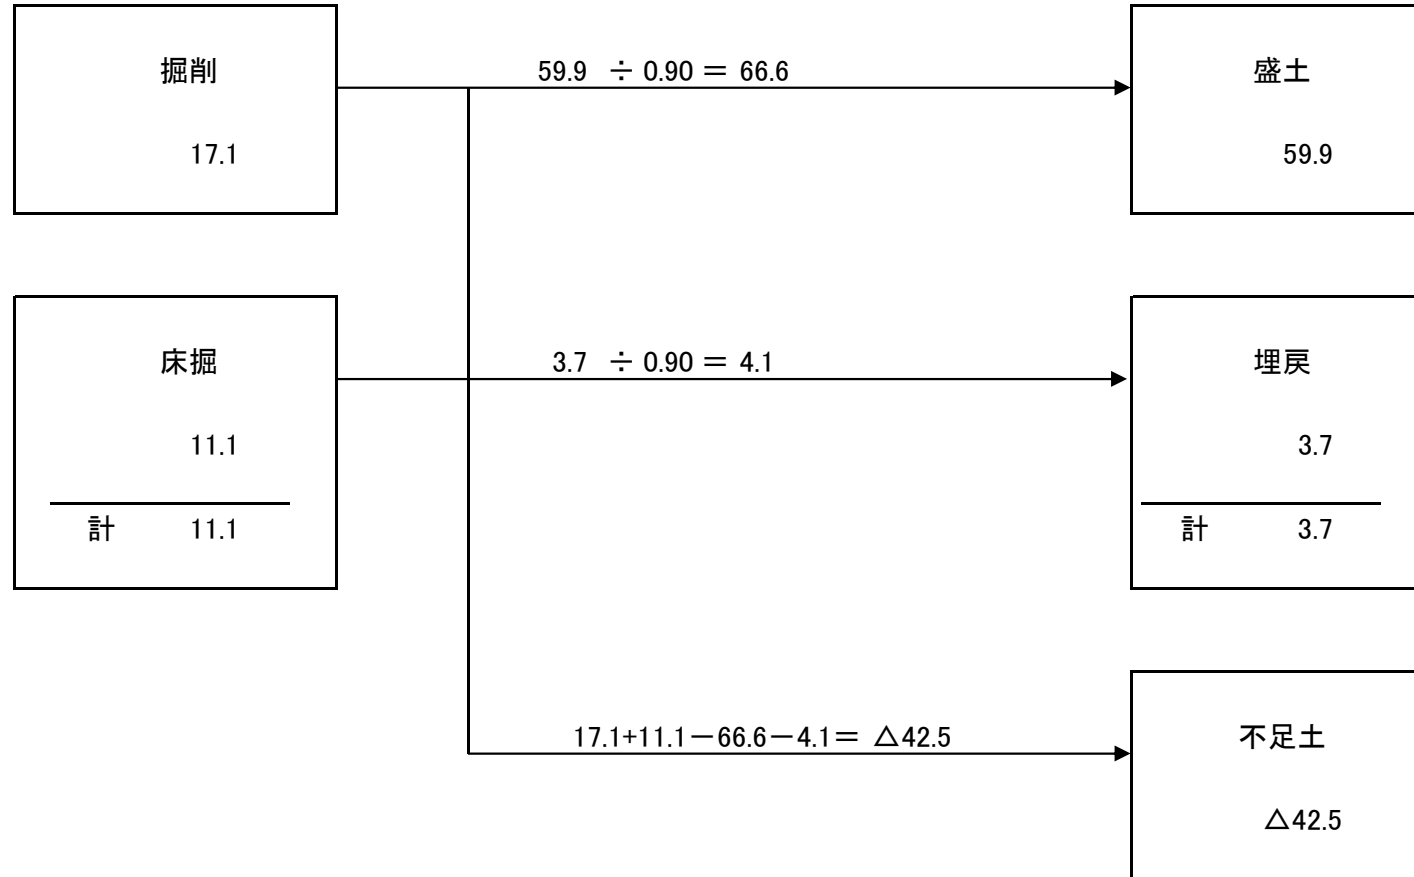 掘削
59.9 ÷ 0.90 = 66.6
盛土
17.1
59.9
床掘
3.7 ÷ 0.90 = 4.1
埋戻
11.1
3.7
計 11.1
計 3.7
17.1+11.1－66.6－4.1= △42.5
不足土
△42.5